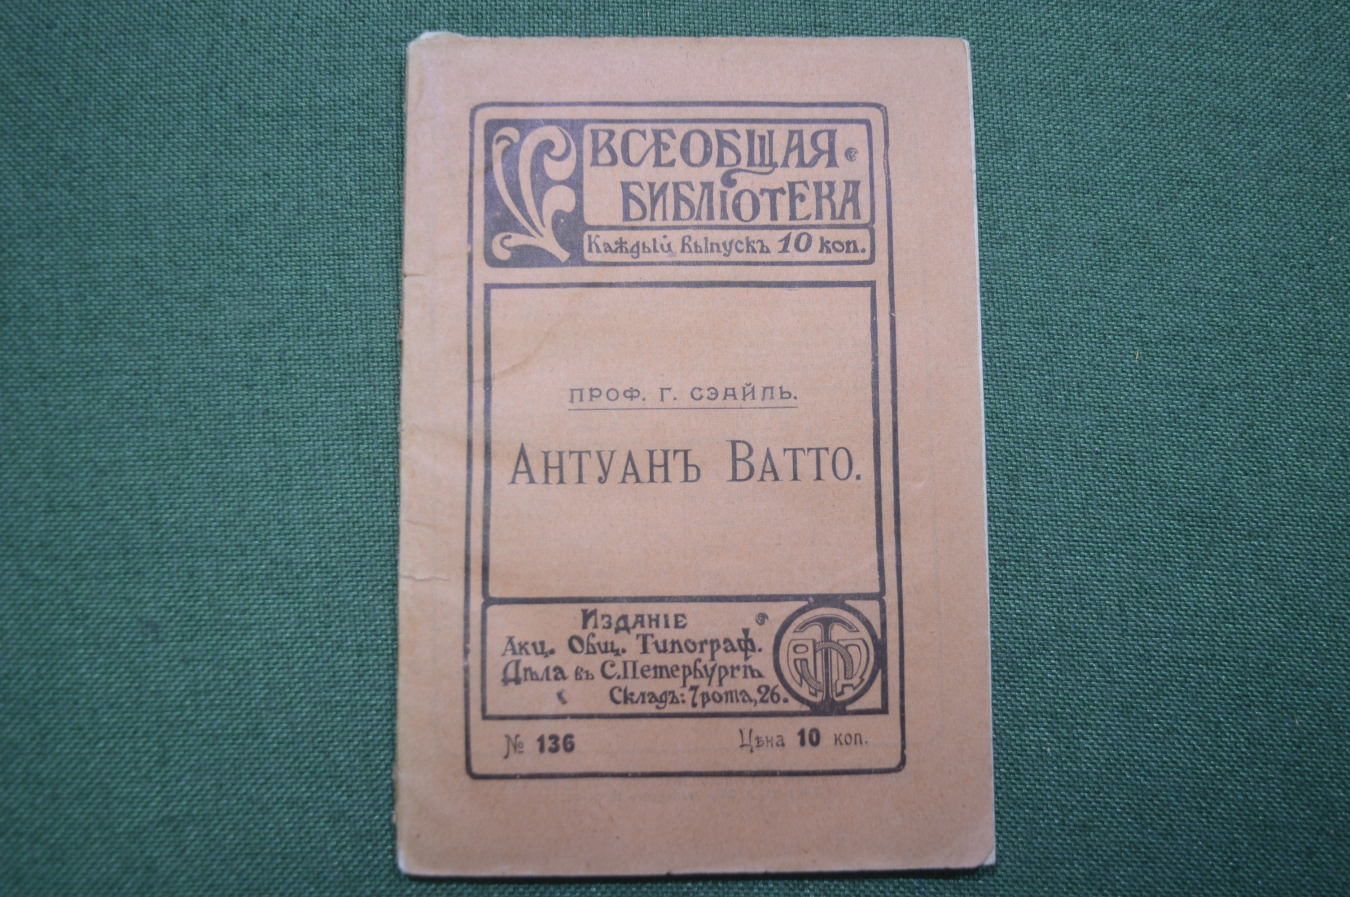 ВСЕОБЩАЯ
БИБЛІОТЕКА
Каждый выпускъ 10 коп.
ПРОФ. Г. СЭАЙЛЬ.
АНТУАНЪ ВАТТО.
ИЗДАНІЕ
Акц. Общ. Типограф.
Дѣла въ С.Петербургѣ
Складъ: 7 рота, 26.
№ 136
Цѣна 10 коп.